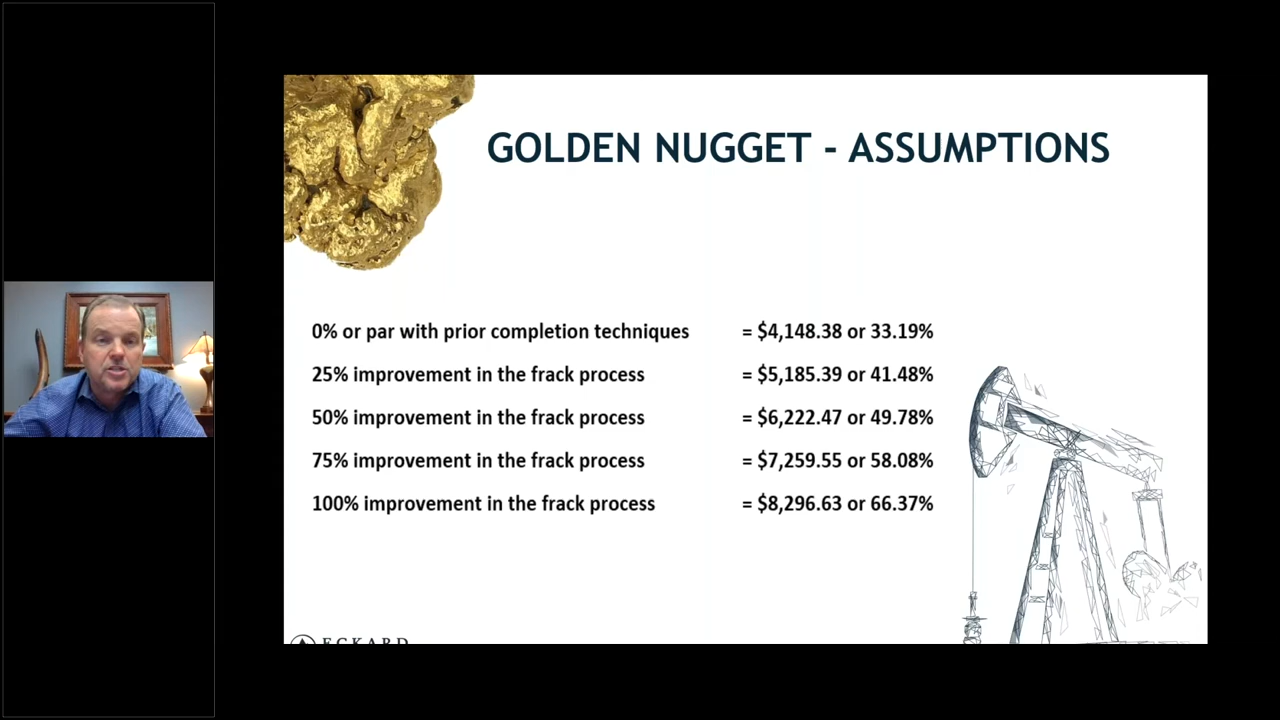 GOLDEN NUGGET - ASSUMPTIONS
0% or par with prior completion techniques = $4,148.38 or 33.19%
25% improvement in the frack process = $5,185.39 or 41.48%
50% improvement in the frack process = $6,222.47 or 49.78%
75% improvement in the frack process = $7,259.55 or 58.08%
100% improvement in the frack process = $8,296.63 or 66.37%
ECKARD